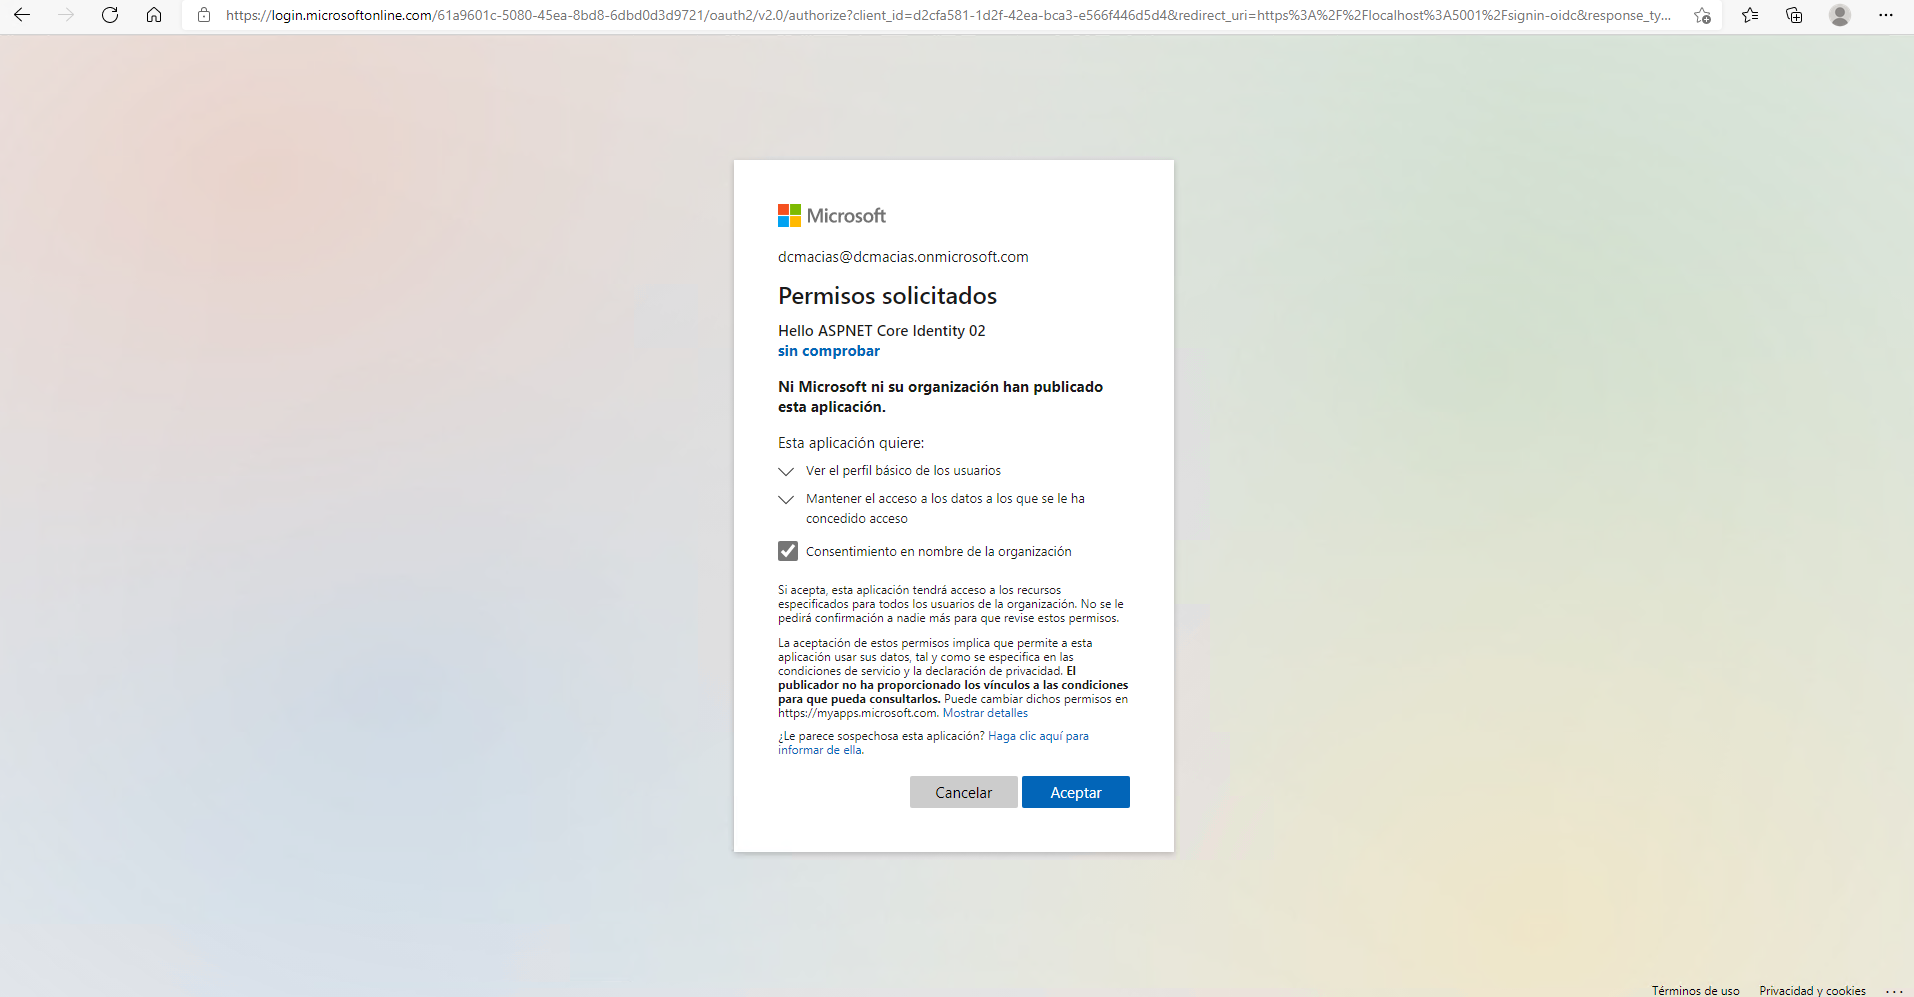 https://login.microsoftonline.com/61a9601c-5080-45ea-8bd8-6dbd0d3d9721/oauth2/v2.0/authorize?client_id=d2cfa581-1d2f-42ea-bca3-e566f446d5d4&redirect_uri=https%3A%2F%2Flocalhost%3A5001%2Fsignin-oidc&response_ty...
Microsoft
dcmacias@dcmacias.onmicrosoft.com
Permisos solicitados
Hello ASPNET Core Identity 02
sin comprobar
Ni Microsoft ni su organización han publicado
esta aplicación.
Esta aplicación quiere:
Ver el perfil básico de los usuarios
Mantener el acceso a los datos a los que se le ha
concedido acceso
Consentimiento en nombre de la organización
Si acepta, esta aplicación tendrá acceso a los recursos
especificados para todos los usuarios de la organización. No se le
pedirá confirmación a nadie más para que revise estos permisos.
La aceptación de estos permisos implica que permite a esta
aplicación usar sus datos, tal y como se especifica en las
condiciones de servicio y la declaración de privacidad. El
publicador no ha proporcionado los vínculos a las condiciones
para que pueda consultarlos. Puede cambiar dichos permisos en
https://myapps.microsoft.com. Mostrar detalles
¿Le parece sospechosa esta aplicación? Haga clic aquí para
informar de ella.
Cancelar Aceptar
Términos de uso Privacidad y cookies ...